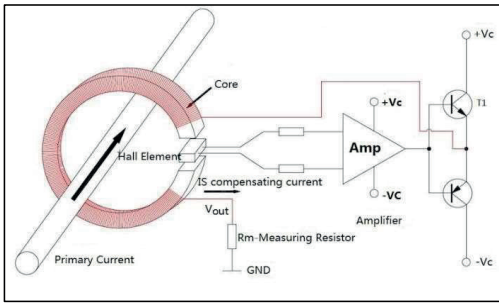 +Vc
Core
T1
+Vc
Hall Element
Amp
IS compensating current
-VC
Vout
Amplifier
Rm-Measuring Resistor
Primary Current
GND
-Vc